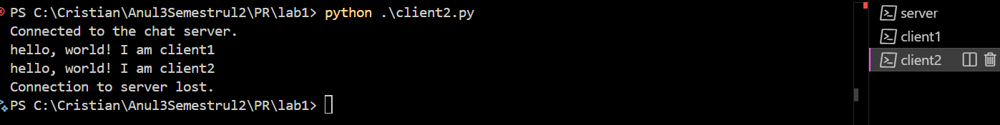 PS C:\Cristian\Anul3Semestrul2\PR\lab1> python .\client2.py
Connected to the chat server.
hello, world! I am client1
hello, world! I am client2
Connection to server lost.
PS C:\Cristian\Anul3Semestrul2\PR\lab1>
server
client1
client2